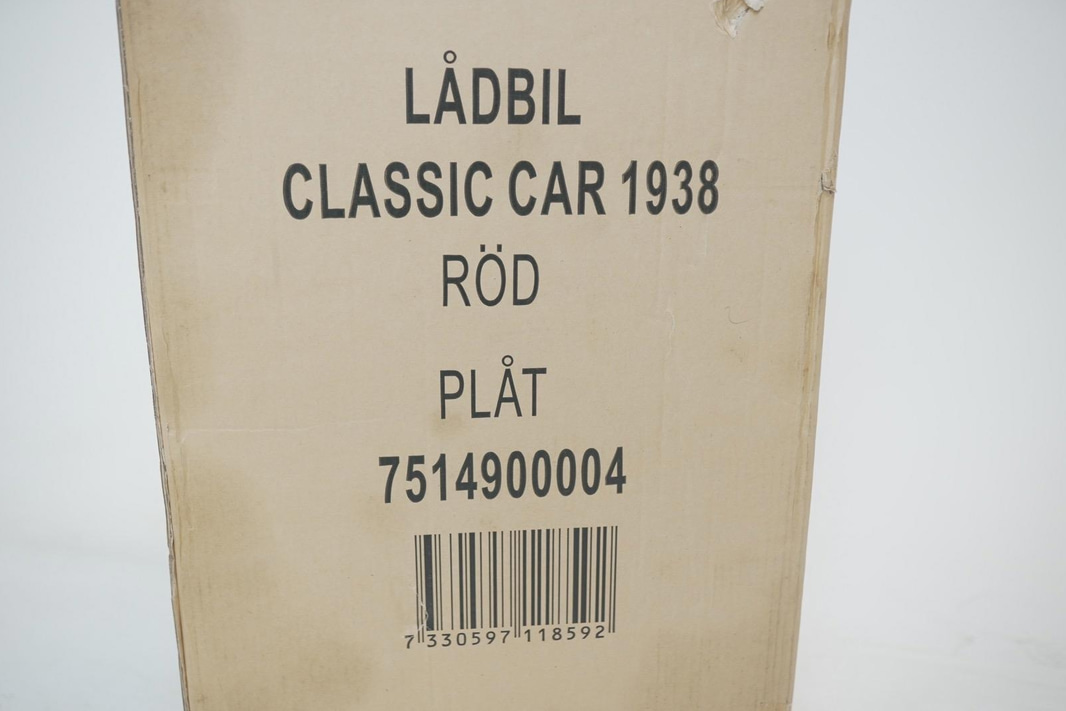 LÅDBIL
CLASSIC CAR 1938
RÖD
PLÅT
7514900004
7 330597 118592